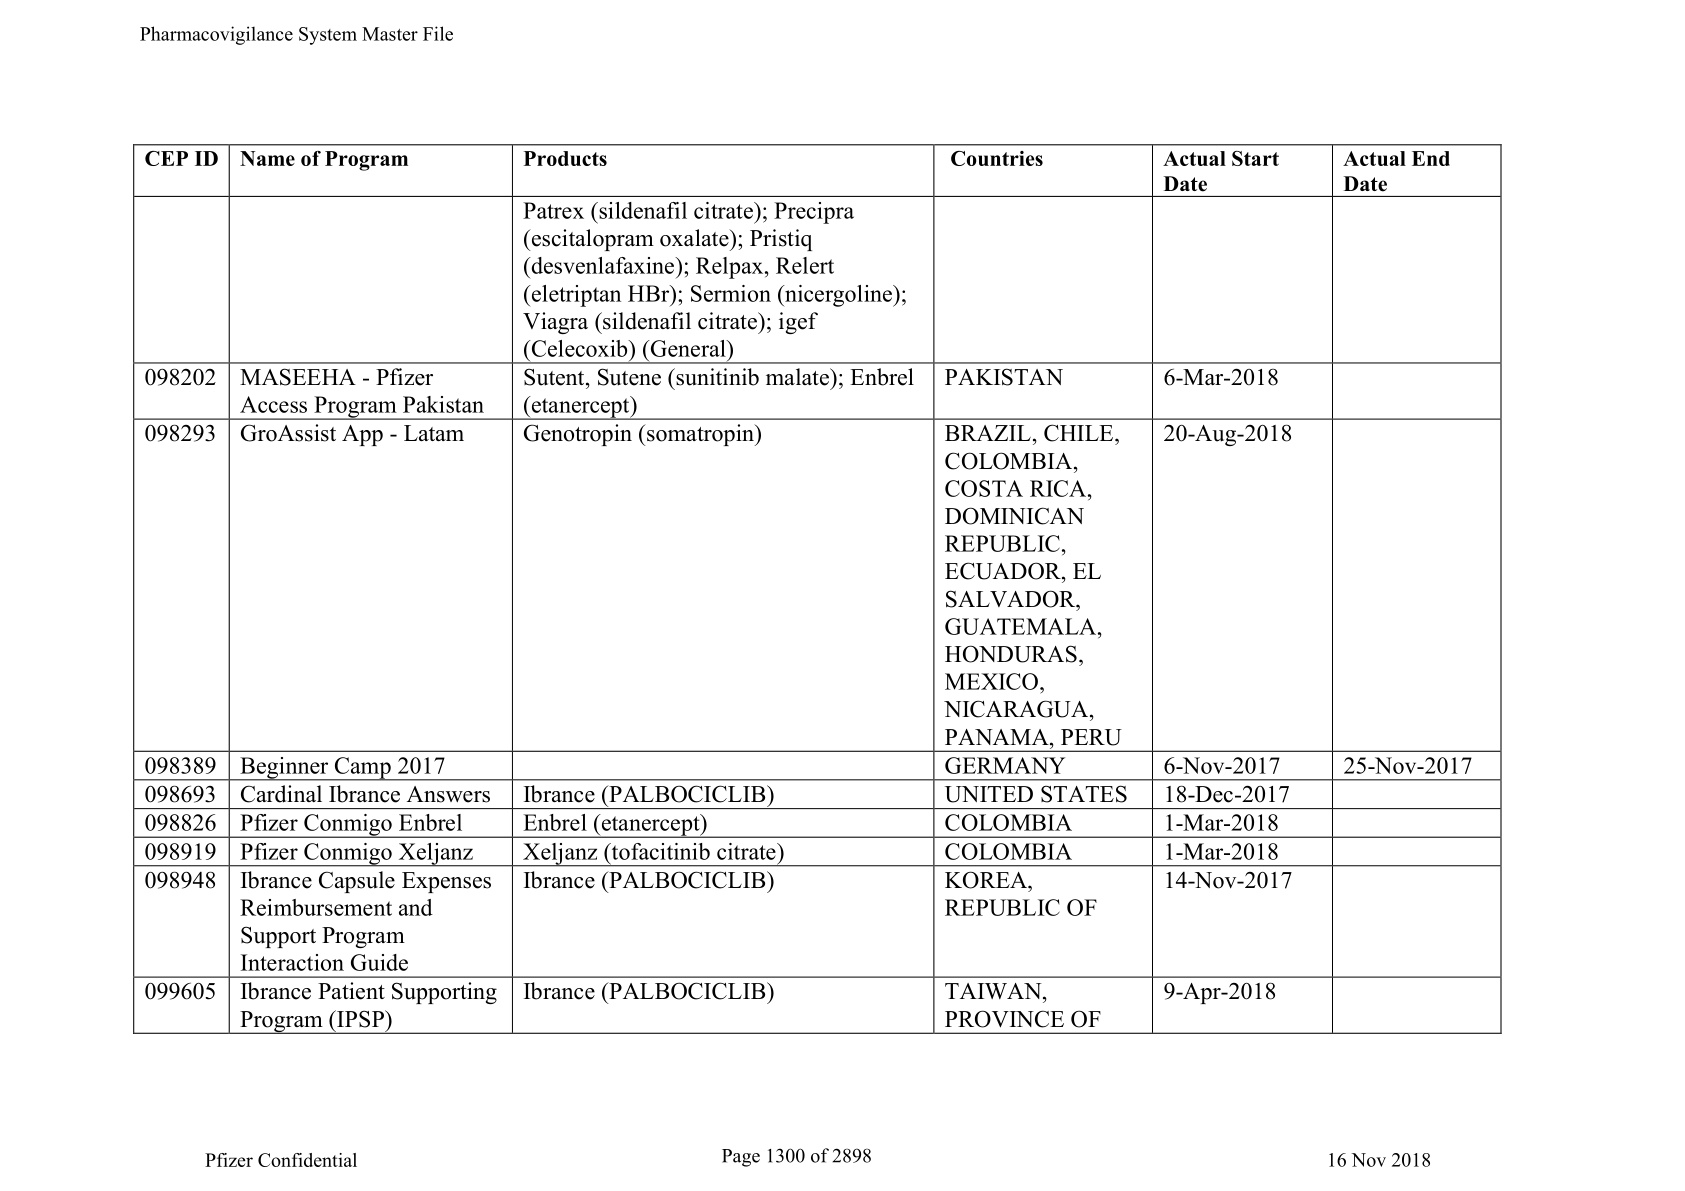 Pharmacovigilance System Master File
CEP ID
Name of Program
Products
Countries
Actual Start
Date
Actual End
Date
Patrex (sildenafil citrate); Precipra
(escitalopram oxalate); Pristiq
(desvenlafaxine); Relpax, Relert
(eletriptan HBr); Sermion (nicergoline);
Viagra (sildenafil citrate); igef
(Celecoxib) (General)
098202
MASEEHA - Pfizer
Access Program Pakistan
Sutent, Sutene (sunitinib malate); Enbrel
(etanercept)
PAKISTAN
6-Mar-2018
098293
GroAssist App - Latam
Genotropin (somatropin)
BRAZIL, CHILE,
COLOMBIA,
COSTA RICA,
DOMINICAN
REPUBLIC,
ECUADOR, EL
SALVADOR,
GUATEMALA,
HONDURAS,
MEXICO,
NICARAGUA,
PANAMA, PERU
20-Aug-2018
098389
Beginner Camp 2017
GERMANY
6-Nov-2017
25-Nov-2017
098693
Cardinal Ibrance Answers
Ibrance (PALBOCICLIB)
UNITED STATES
18-Dec-2017
098826
Pfizer Conmigo Enbrel
Enbrel (etanercept)
COLOMBIA
1-Mar-2018
098919
Pfizer Conmigo Xeljanz
Xeljanz (tofacitinib citrate)
COLOMBIA
1-Mar-2018
098948
Ibrance Capsule Expenses
Reimbursement and
Support Program
Interaction Guide
Ibrance (PALBOCICLIB)
KOREA,
REPUBLIC OF
14-Nov-2017
099605
Ibrance Patient Supporting
Program (IPSP)
Ibrance (PALBOCICLIB)
TAIWAN,
PROVINCE OF
9-Apr-2018
Pfizer Confidential
Page 1300 of 2898
16 Nov 2018